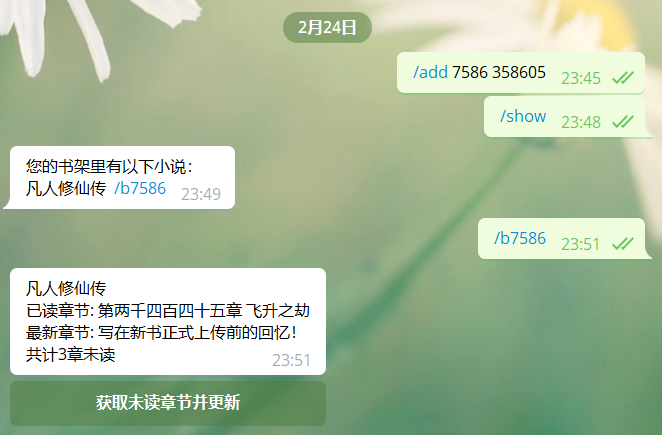 2月24日
/add 7586 358605 23:45
/show 23:48
您的书架里有以下小说：
凡人修仙传 /b7586 23:49
/b7586 23:51
凡人修仙传
已读章节: 第两千四百四十五章 飞升之劫
最新章节: 写在新书正式上传前的回忆！
共计3章未读 23:51
获取未读章节并更新